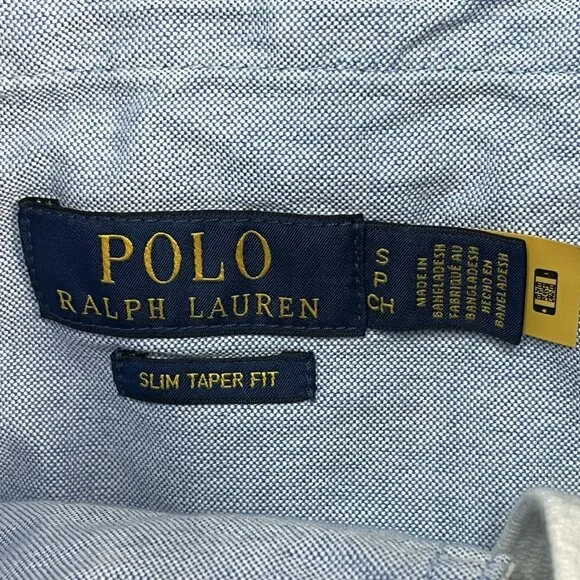 POLO
RALPH LAUREN
SLIM TAPER FIT
S
P
CH
MADE IN
BANGLADESH
FABRIQUÉ AU
BANGLADESH
HECHO EN
BANGLADESH